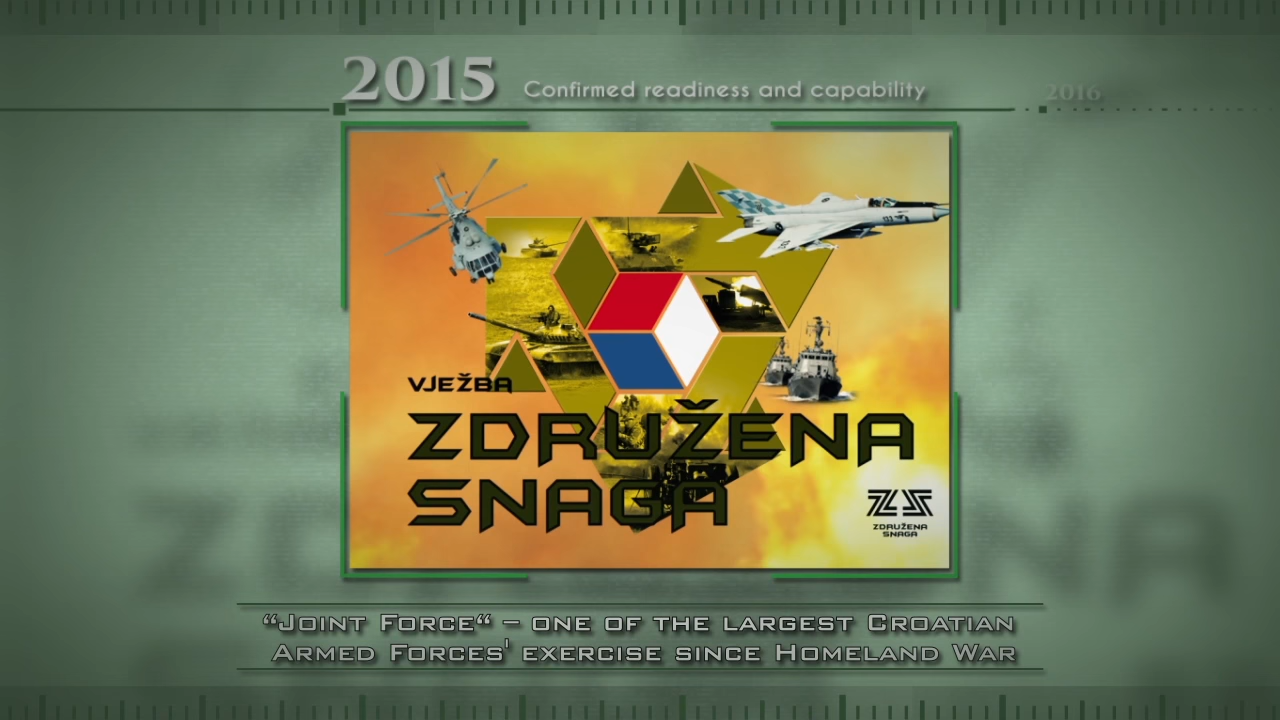 2015 Confirmed readiness and capability 2016
VJEŽBA
ZDRUŽENA
SNAGA
ZS
ZDRUŽENA
SNAGA
“Joint Force“ – one of the largest Croatian
Armed Forces' exercise since Homeland War